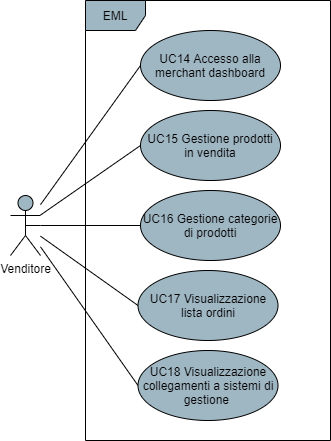 EML
UC14 Accesso alla
merchant dashboard
UC15 Gestione prodotti
in vendita
UC16 Gestione categorie
di prodotti
Venditore
UC17 Visualizzazione
lista ordini
UC18 Visualizzazione
collegamenti a sistemi di
gestione